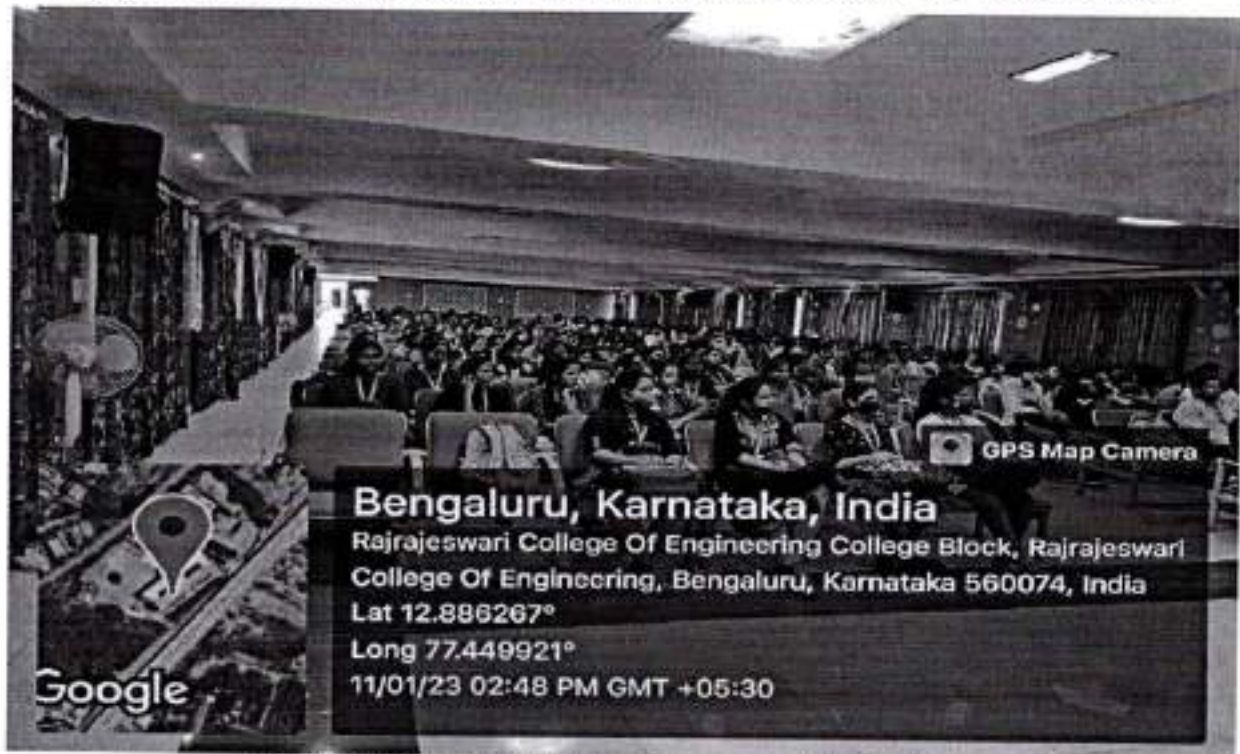 GPS Map Camera
Bengaluru, Karnataka, India
Rajrajeswari College Of Engineering College Block, Rajrajeswari
College Of Engineering, Bengaluru, Karnataka 560074, India
Lat 12.886267°
Long 77.449921°
11/01/23 02:48 PM GMT +05:30
Google